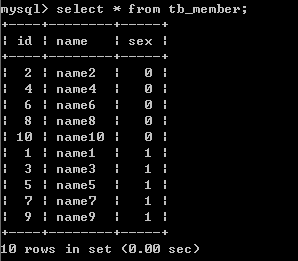 mysql> select * from tb_member;
+----+--------+-----+
| id | name   | sex |
+----+--------+-----+
|  2 | name2  |   0 |
|  4 | name4  |   0 |
|  6 | name6  |   0 |
|  8 | name8  |   0 |
| 10 | name10 |   0 |
|  1 | name1  |   1 |
|  3 | name3  |   1 |
|  5 | name5  |   1 |
|  7 | name7  |   1 |
|  9 | name9  |   1 |
+----+--------+-----+
10 rows in set (0.00 sec)